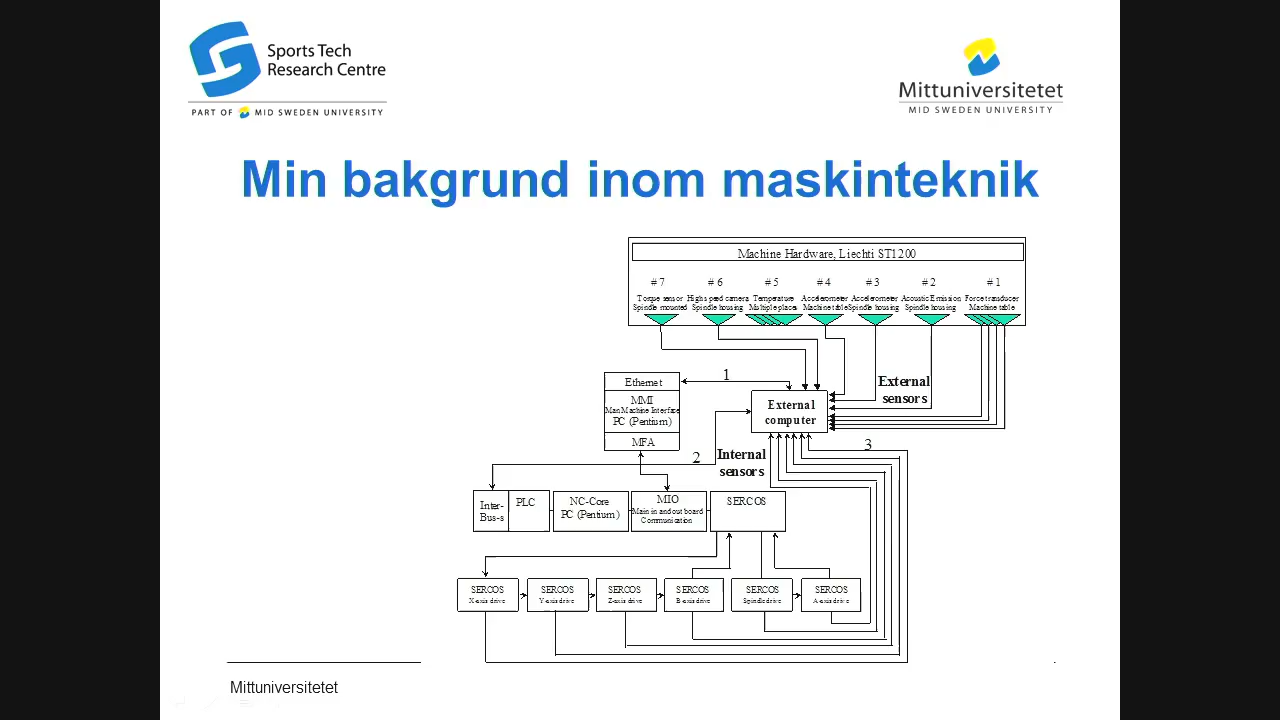 Sports Tech
Research Centre
PART OF MID SWEDEN UNIVERSITY
Mittuniversitetet
MID SWEDEN UNIVERSITY
Min bakgrund inom maskinteknik
Machine Hardware, Liechti ST1200
#7 #6 #5 #4 #3 #2 #1
Torque sensor High speed camera Temperature Accelerometer Accelerometer Acoustic Emission Force tranducer
Spindle mounted Spindle housing Multiple places Machine table Spindle housing Spindle housing Machine table
1
Ethernet
MMI
Man Machine Interface
PC (Pentium)
MFA
External
sensors
External
computer
3
2
Internal
sensors
Inter-
Bus-s
PLC
NC-Core
PC (Pentium)
MIO
Main in and out board
Communication
SERCOS
SERCOS SERCOS SERCOS SERCOS SERCOS SERCOS
X-axis drive Y-axis drive Z-axis drive B-axis drive Spindle drive A-axis drive
Mittuniversitetet